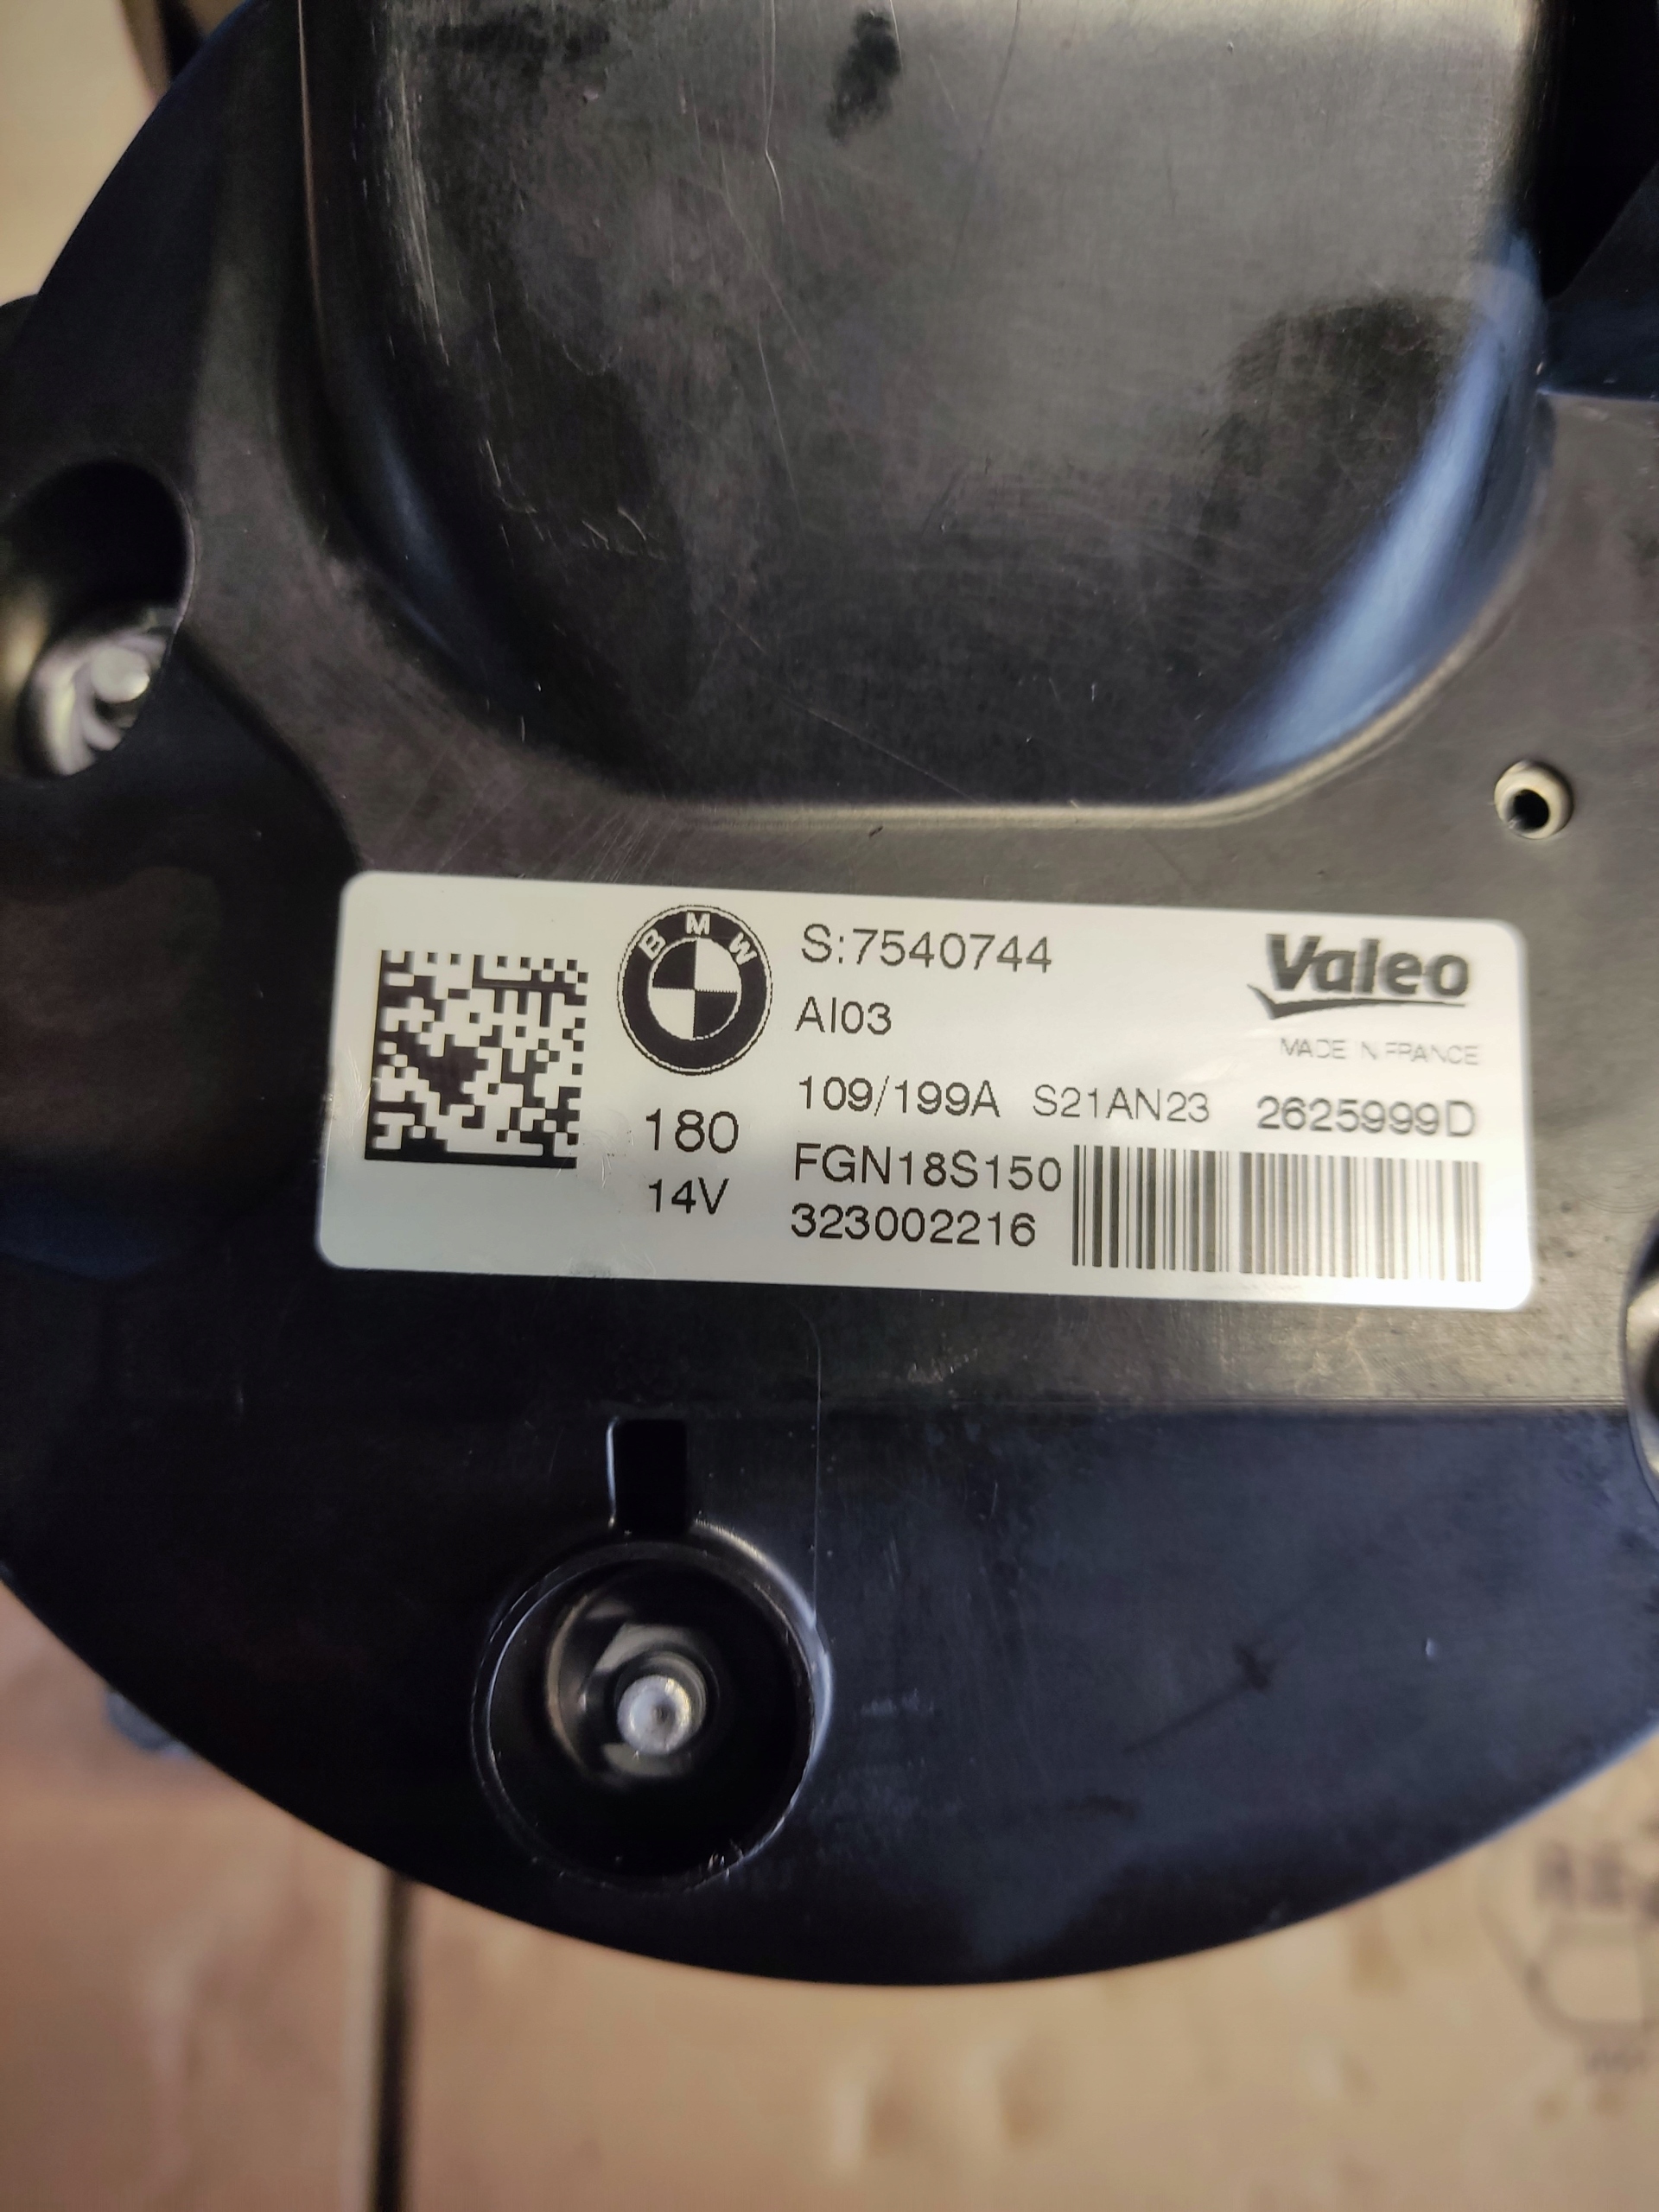 BMW
180
14V
S:7540744
AI03
109/199A S21AN23
FGN18S150
323002216
Valeo
MADE IN FRANCE
2625999D